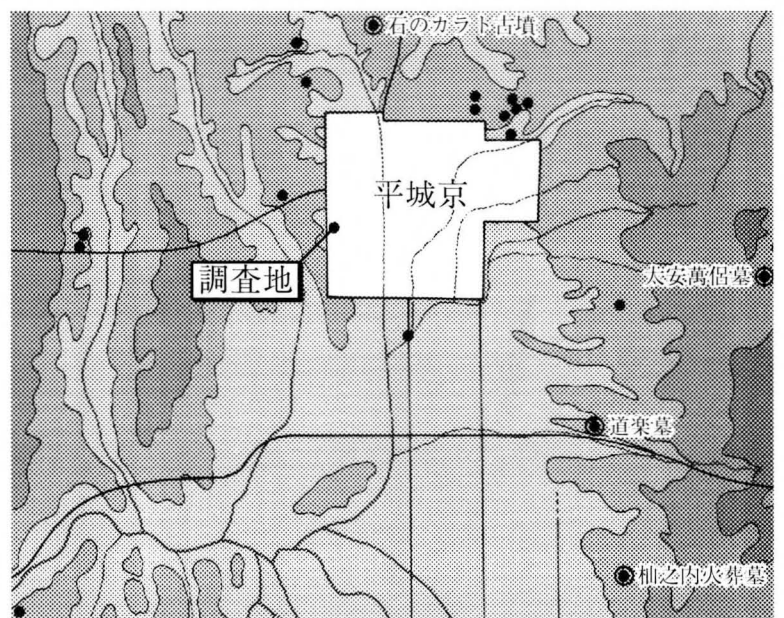 石のカラト古墳
平城京
調査地
太安萬侶墓
道楽墓
杣之内火葬墓